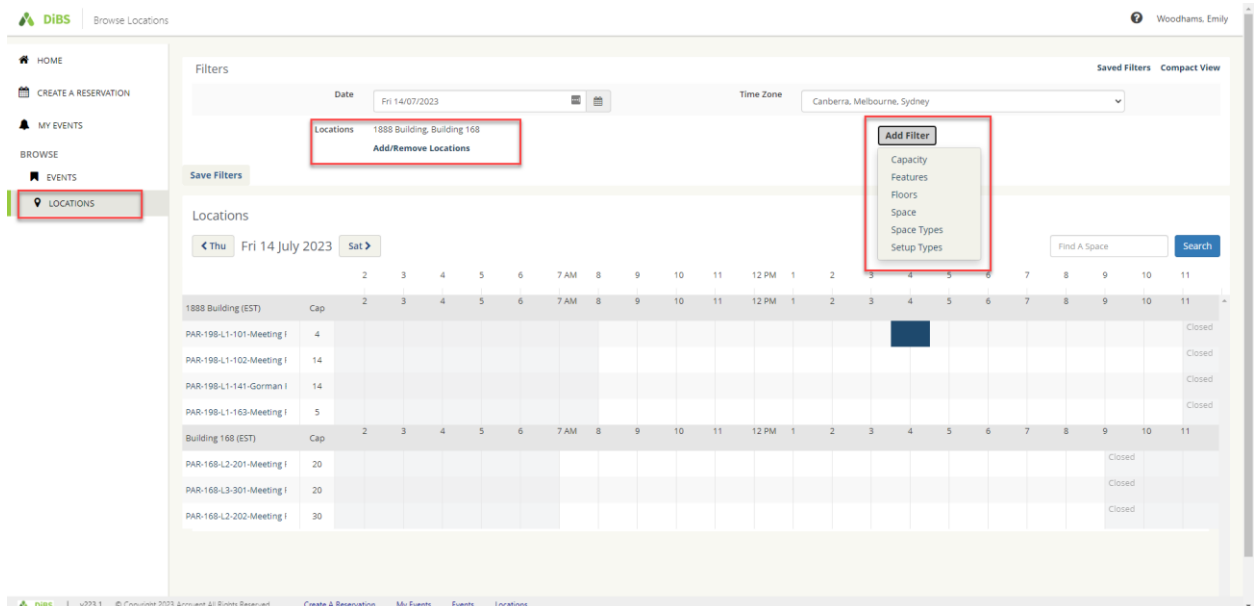 DiBS Browse Locations Woodhams, Emily
HOME
CREATE A RESERVATION
MY EVENTS
BROWSE
EVENTS
LOCATIONS
Filters Saved Filters Compact View
Date Fri 14/07/2023 Time Zone Canberra, Melbourne, Sydney
Locations 1888 Building, Building 168 Add Filter
Add/Remove Locations
Capacity
Save Filters Features
Floors
Space
Space Types
Setup Types
Locations
Thu Fri 14 July 2023 Sat Find A Space Search
2 3 4 5 6 7 AM 8 9 10 11 12 PM 1 2 3 4 5 6 7 8 9 10 11
1888 Building (EST) Cap 2 3 4 5 6 7 AM 8 9 10 11 12 PM 1 2 3 4 5 6 7 8 9 10 11
PAR-198-L1-101-Meeting 4 Closed
PAR-198-L1-102-Meeting 14 Closed
PAR-198-L1-141-Gorman 14 Closed
PAR-198-L1-163-Meeting 5 Closed
Building 168 (EST) Cap 2 3 4 5 6 7 AM 8 9 10 11 12 PM 1 2 3 4 5 6 7 8 9 10 11
PAR-168-L2-201-Meeting 20 Closed
PAR-168-L3-301-Meeting 20 Closed
PAR-168-L2-202-Meeting 30 Closed
DiBS | v223.1 © Copyright 2023 Accruent All Rights Reserved Create A Reservation My Events Events Locations